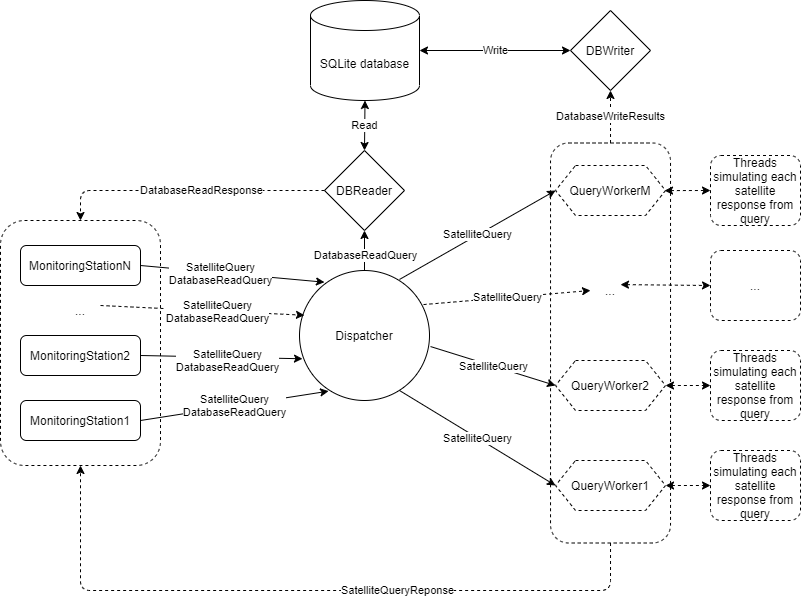 SQLite database
Write
DBWriter
DatabaseWriteResults
Read
DBReader
DatabaseReadResponse
DatabaseReadQuery
MonitoringStationN
...
MonitoringStation2
MonitoringStation1
SatelliteQuery
DatabaseReadQuery
SatelliteQuery
DatabaseReadQuery
SatelliteQuery
DatabaseReadQuery
SatelliteQuery
DatabaseReadQuery
Dispatcher
SatelliteQuery
SatelliteQuery
SatelliteQuery
SatelliteQuery
QueryWorkerM
...
QueryWorker2
QueryWorker1
Threads
simulating each
satellite
response from
query
...
Threads
simulating each
satellite
response from
query
Threads
simulating each
satellite
response from
query
SatelliteQueryReponse